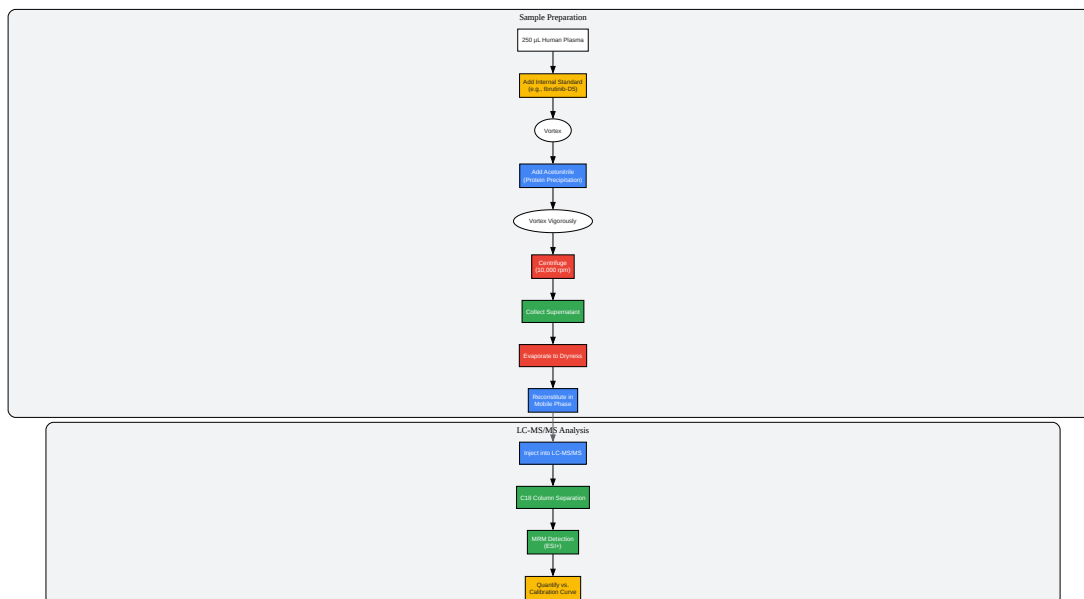 Sample Preparation
250 µL Human Plasma
Add Internal Standard
(e.g., Ibrutinib-D5)
Vortex
Add Acetonitrile
(Protein Precipitation)
Vortex Vigorously
Centrifuge
(10,000 rpm)
Collect Supernatant
Evaporate to Dryness
Reconstitute in
Mobile Phase
LC-MS/MS Analysis
Inject into LC-MS/MS
C18 Column Separation
MRM Detection
(ESI+)
Quantify vs.
Calibration Curve